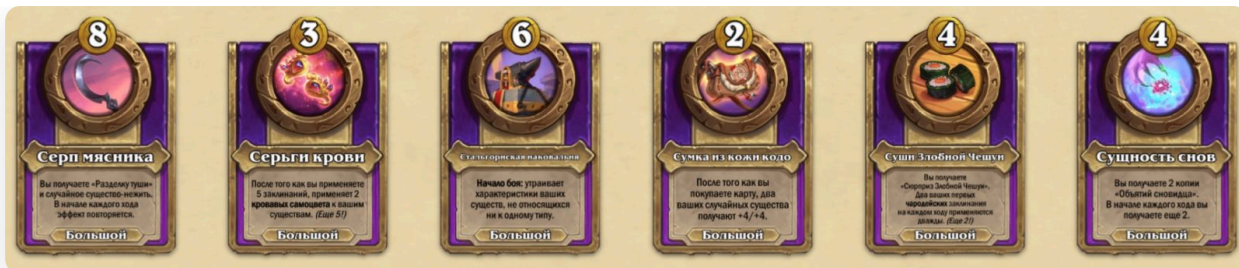 8
Серп мясника
Вы получаете «Разделку туши»
и случайное существо-нежить.
В начале каждого хода
эффект повторяется.
Большой
3
Серьги крови
После того как вы применяете
5 заклинаний, применяет 2
кровавых самоцвета к вашим
существам. (Еще 5!)
Большой
6
Стальгорнская наковальня
Начало боя: утраивает
характеристики ваших
существ, не относящихся
ни к одному типу.
Большой
2
Сумка из кожи кодо
После того как вы
покупаете карту, два
ваших случайных существа
получают +4/+4.
Большой
4
Суши Злобной Чешуи
Вы получаете
«Сюрприз Злобной Чешуи».
Два ваших первых
чародейских заклинания
на каждом ходу применяются
дважды. (Еще 2!)
Большой
4
Сущность снов
Вы получаете 2 копии
«Объятий сновидца».
В начале каждого хода вы
получаете еще 2.
Большой